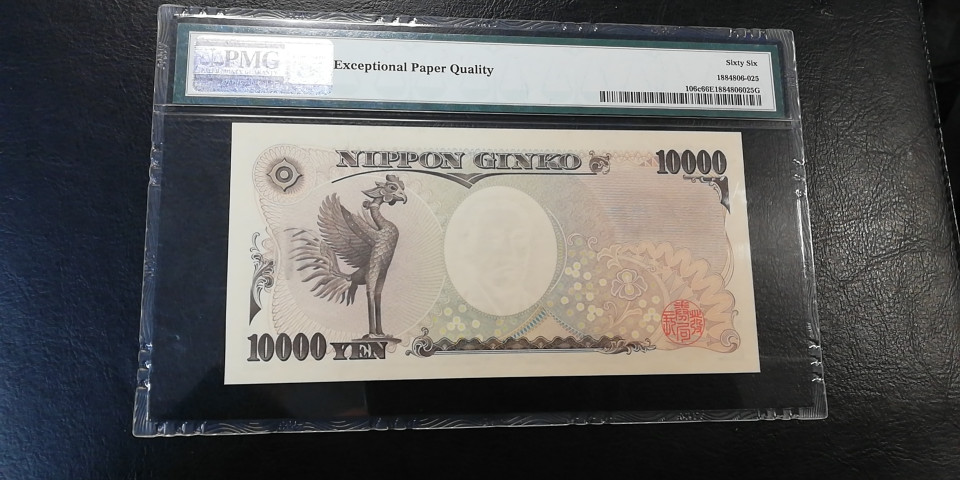 PMG
Exceptional Paper Quality
Sixty Six
1884806-025
106c66E1884806025G
NIPPON GINKO
10000
10000 YEN